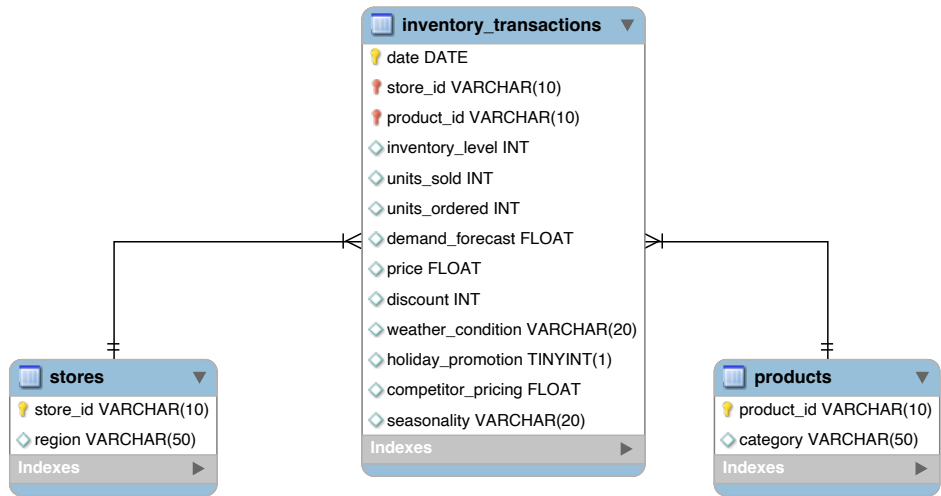 inventory_transactions
date DATE
store_id VARCHAR(10)
product_id VARCHAR(10)
inventory_level INT
units_sold INT
units_ordered INT
demand_forecast FLOAT
price FLOAT
discount INT
weather_condition VARCHAR(20)
holiday_promotion TINYINT(1)
competitor_pricing FLOAT
seasonality VARCHAR(20)
Indexes
stores
store_id VARCHAR(10)
region VARCHAR(50)
Indexes
products
product_id VARCHAR(10)
category VARCHAR(50)
Indexes